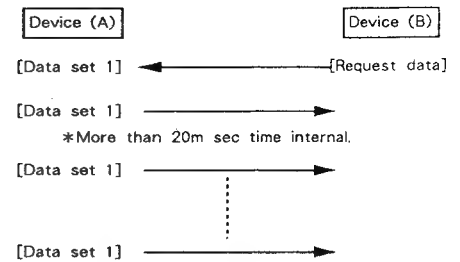 Device (A) Device (B)
[Data set 1] [Request data]
[Data set 1]
*More than 20m sec time internal.
[Data set 1]
[Data set 1]